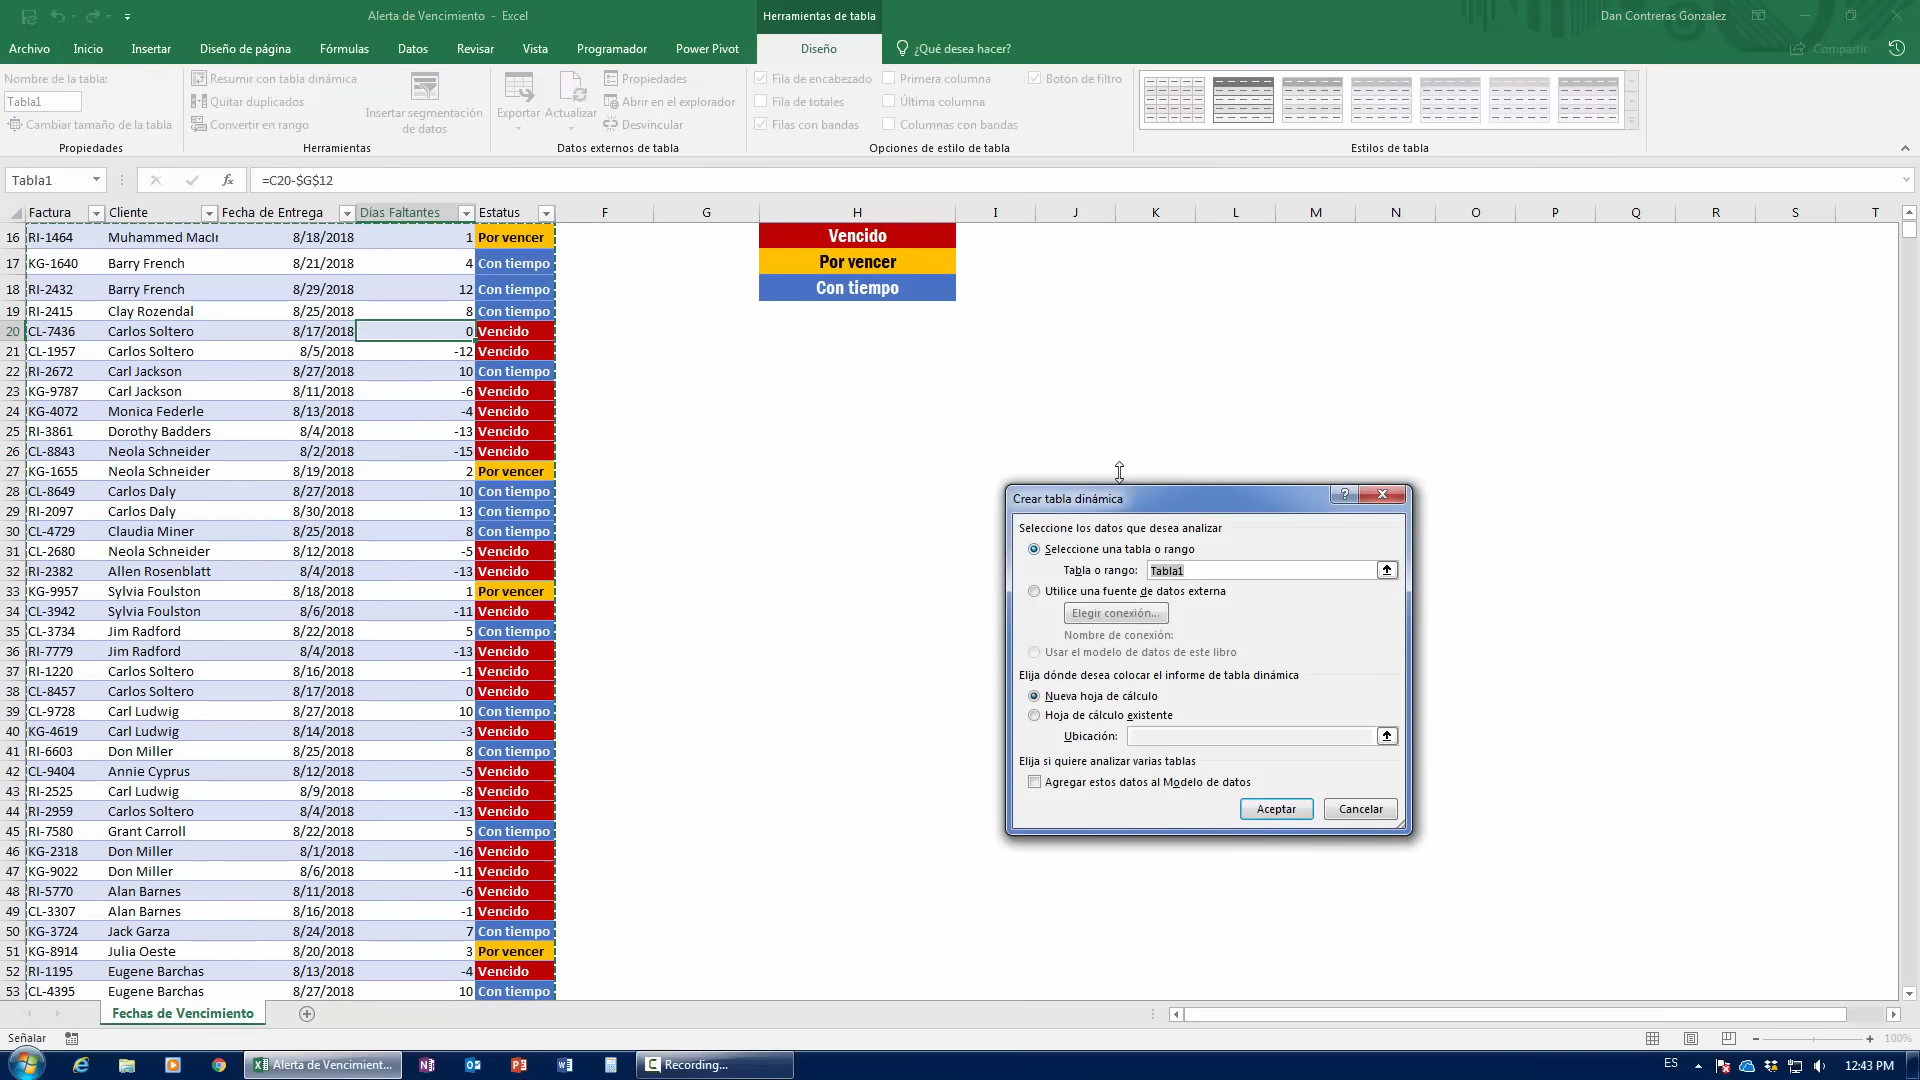 Alerta de Vencimiento - Excel
Herramientas de tabla
Dan Contreras Gonzalez
Archivo
Inicio
Insertar
Diseño de página
Fórmulas
Datos
Revisar
Vista
Programador
Power Pivot
Diseño
¿Qué desea hacer?
Compartir
Nombre de la tabla:
Tabla1
Cambiar tamaño de la tabla
Propiedades
Resumir con tabla dinámica
Quitar duplicados
Convertir en rango
Insertar segmentación
de datos
Herramientas
Exportar
Actualizar
Propiedades
Abrir en el explorador
Desvincular
Datos externos de tabla
Fila de encabezado
Fila de totales
Filas con bandas
Primera columna
Última columna
Columnas con bandas
Botón de filtro
Opciones de estilo de tabla
Estilos de tabla
Tabla1
fx
=C20-$G$12
Factura Cliente Fecha de Entrega Días Faltantes Estatus F G H I J K L M N O P Q R S T
16 RI-1464 Muhammed MacIr 8/18/2018 1 Por vencer
17 KG-1640 Barry French 8/21/2018 4 Con tiempo
18 RI-2432 Barry French 8/29/2018 12 Con tiempo
19 RI-2415 Clay Rozendal 8/25/2018 8 Con tiempo
20 CL-7436 Carlos Soltero 8/17/2018 0 Vencido
21 CL-1957 Carlos Soltero 8/5/2018 -12 Vencido
22 RI-2672 Carl Jackson 8/27/2018 10 Con tiempo
23 KG-9787 Carl Jackson 8/11/2018 -6 Vencido
24 KG-4072 Monica Federle 8/13/2018 -4 Vencido
25 RI-3861 Dorothy Badders 8/4/2018 -13 Vencido
26 CL-8843 Neola Schneider 8/2/2018 -15 Vencido
27 KG-1655 Neola Schneider 8/19/2018 2 Por vencer
28 CL-8649 Carlos Daly 8/27/2018 10 Con tiempo
29 RI-2097 Carlos Daly 8/30/2018 13 Con tiempo
30 CL-4729 Claudia Miner 8/25/2018 8 Con tiempo
31 CL-2680 Neola Schneider 8/12/2018 -5 Vencido
32 RI-2382 Allen Rosenblatt 8/4/2018 -13 Vencido
33 KG-9957 Sylvia Foulston 8/18/2018 1 Por vencer
34 CL-3942 Sylvia Foulston 8/6/2018 -11 Vencido
35 CL-3734 Jim Radford 8/22/2018 5 Con tiempo
36 RI-7779 Jim Radford 8/4/2018 -13 Vencido
37 RI-1220 Carlos Soltero 8/16/2018 -1 Vencido
38 CL-8457 Carlos Soltero 8/17/2018 0 Vencido
39 CL-9728 Carl Ludwig 8/27/2018 10 Con tiempo
40 KG-4619 Carl Ludwig 8/14/2018 -3 Vencido
41 RI-6603 Don Miller 8/25/2018 8 Con tiempo
42 CL-9404 Annie Cyprus 8/12/2018 -5 Vencido
43 RI-2525 Carl Ludwig 8/9/2018 -8 Vencido
44 RI-2959 Carlos Soltero 8/4/2018 -13 Vencido
45 RI-7580 Grant Carroll 8/22/2018 5 Con tiempo
46 KG-2318 Don Miller 8/1/2018 -16 Vencido
47 KG-9022 Don Miller 8/6/2018 -11 Vencido
48 RI-5770 Alan Barnes 8/11/2018 -6 Vencido
49 CL-3307 Alan Barnes 8/16/2018 -1 Vencido
50 KG-3724 Jack Garza 8/24/2018 7 Con tiempo
51 KG-8914 Julia Oeste 8/20/2018 3 Por vencer
52 RI-1195 Eugene Barchas 8/13/2018 -4 Vencido
53 CL-4395 Eugene Barchas 8/27/2018 10 Con tiempo
Vencido
Por vencer
Con tiempo
Crear tabla dinámica
?
Seleccione los datos que desea analizar
Seleccione una tabla o rango
Tabla o rango: Tabla1
Utilice una fuente de datos externa
Elegir conexión...
Nombre de conexión:
Usar el modelo de datos de este libro
Elija dónde desea colocar el informe de tabla dinámica
Nueva hoja de cálculo
Hoja de cálculo existente
Ubicación:
Elija si quiere analizar varias tablas
Agregar estos datos al Modelo de datos
Aceptar
Cancelar
Fechas de Vencimiento
Señalar
100%
Alerta de Vencimient...
Recording...
ES
12:43 PM